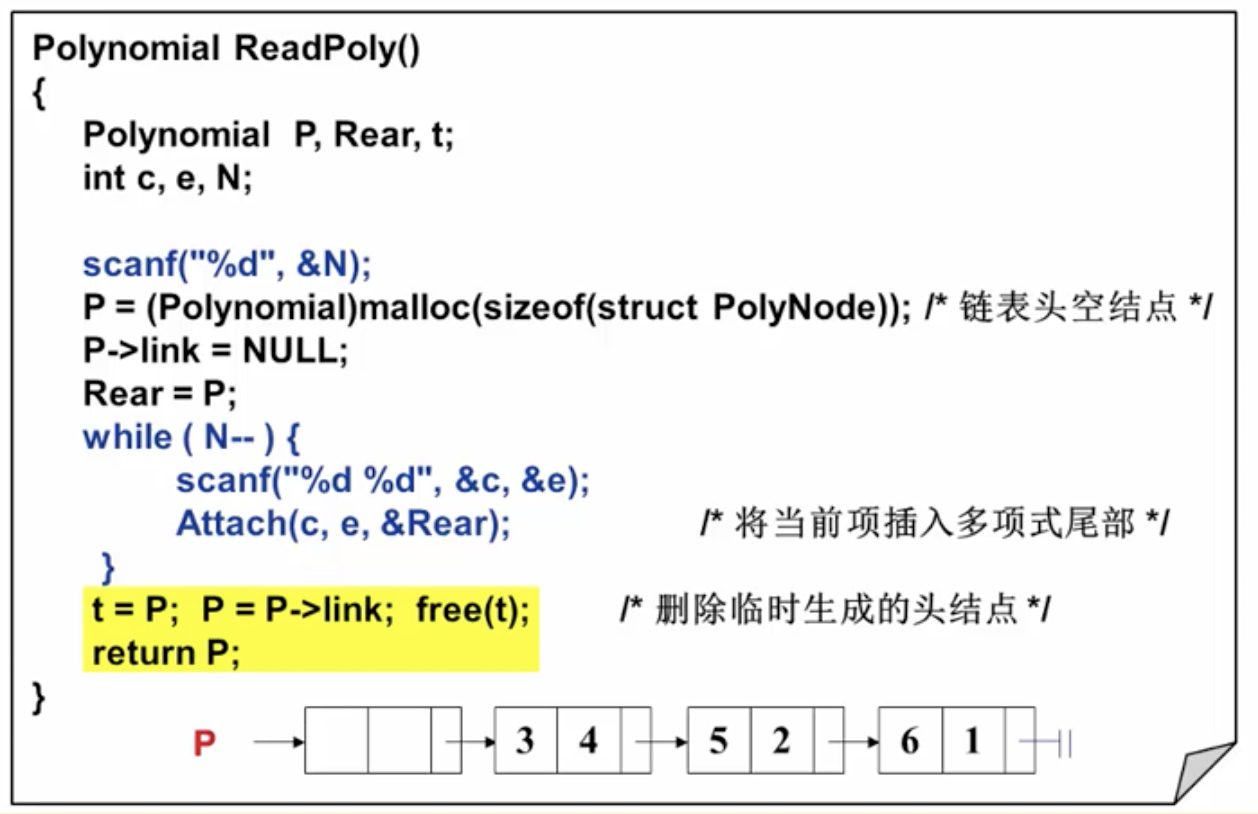 Polynomial ReadPoly()
{
Polynomial P, Rear, t;
int c, e, N;
scanf("%d", &N);
P = (Polynomial)malloc(sizeof(struct PolyNode)); /* 链表头空结点 */
P->link = NULL;
Rear = P;
while ( N-- ) {
scanf("%d %d", &c, &e);
Attach(c, e, &Rear); /* 将当前项插入多项式尾部 */
}
t = P; P = P->link; free(t); /* 删除临时生成的头结点 */
return P;
}
P 3 4 5 2 6 1